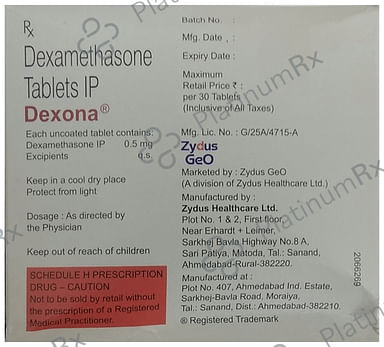 Rx
Dexamethasone
Tablets IP
Dexona®
Each uncoated tablet contains:
Dexamethasone IP 0.5 mg
Excipients q.s.
Keep in a cool dry place
Protect from light
Dosage : As directed by
the Physician
Keep out of reach of children
SCHEDULE H PRESCRIPTION
DRUG – CAUTION
Not to be sold by retail without
the prescription of a Registered
Medical Practitioner.
Batch No. :
Mfg. Date . :
Expiry Date :
Maximum
Retail Price ₹ :
per 30 Tablets
(Inclusive of All Taxes)
Mfg. Lic. No. : G/25A/4715-A
Zydus
GeO
Marketed by : Zydus GeO
(A division of Zydus Healthcare Ltd.)
Manufactured by :
Zydus Healthcare Ltd.
Plot No. 1 & 2, First floor,
Near Erhardt + Leimer,
Sarkhej Bavla Highway No.8 A,
Sari Patiya, Matoda, Tal.: Sanand,
Ahmedabad-Rural-382220.
Manufactured at :
Plot No. 407, Ahmedabad Ind. Estate,
Sarkhej-Bavla Road, Moraiya,
Tal.: Sanand, Dist.: Ahmedabad-382210.
® Registered Trademark
2066269
PlatinumRx
PlatinumRx
PlatinumRx